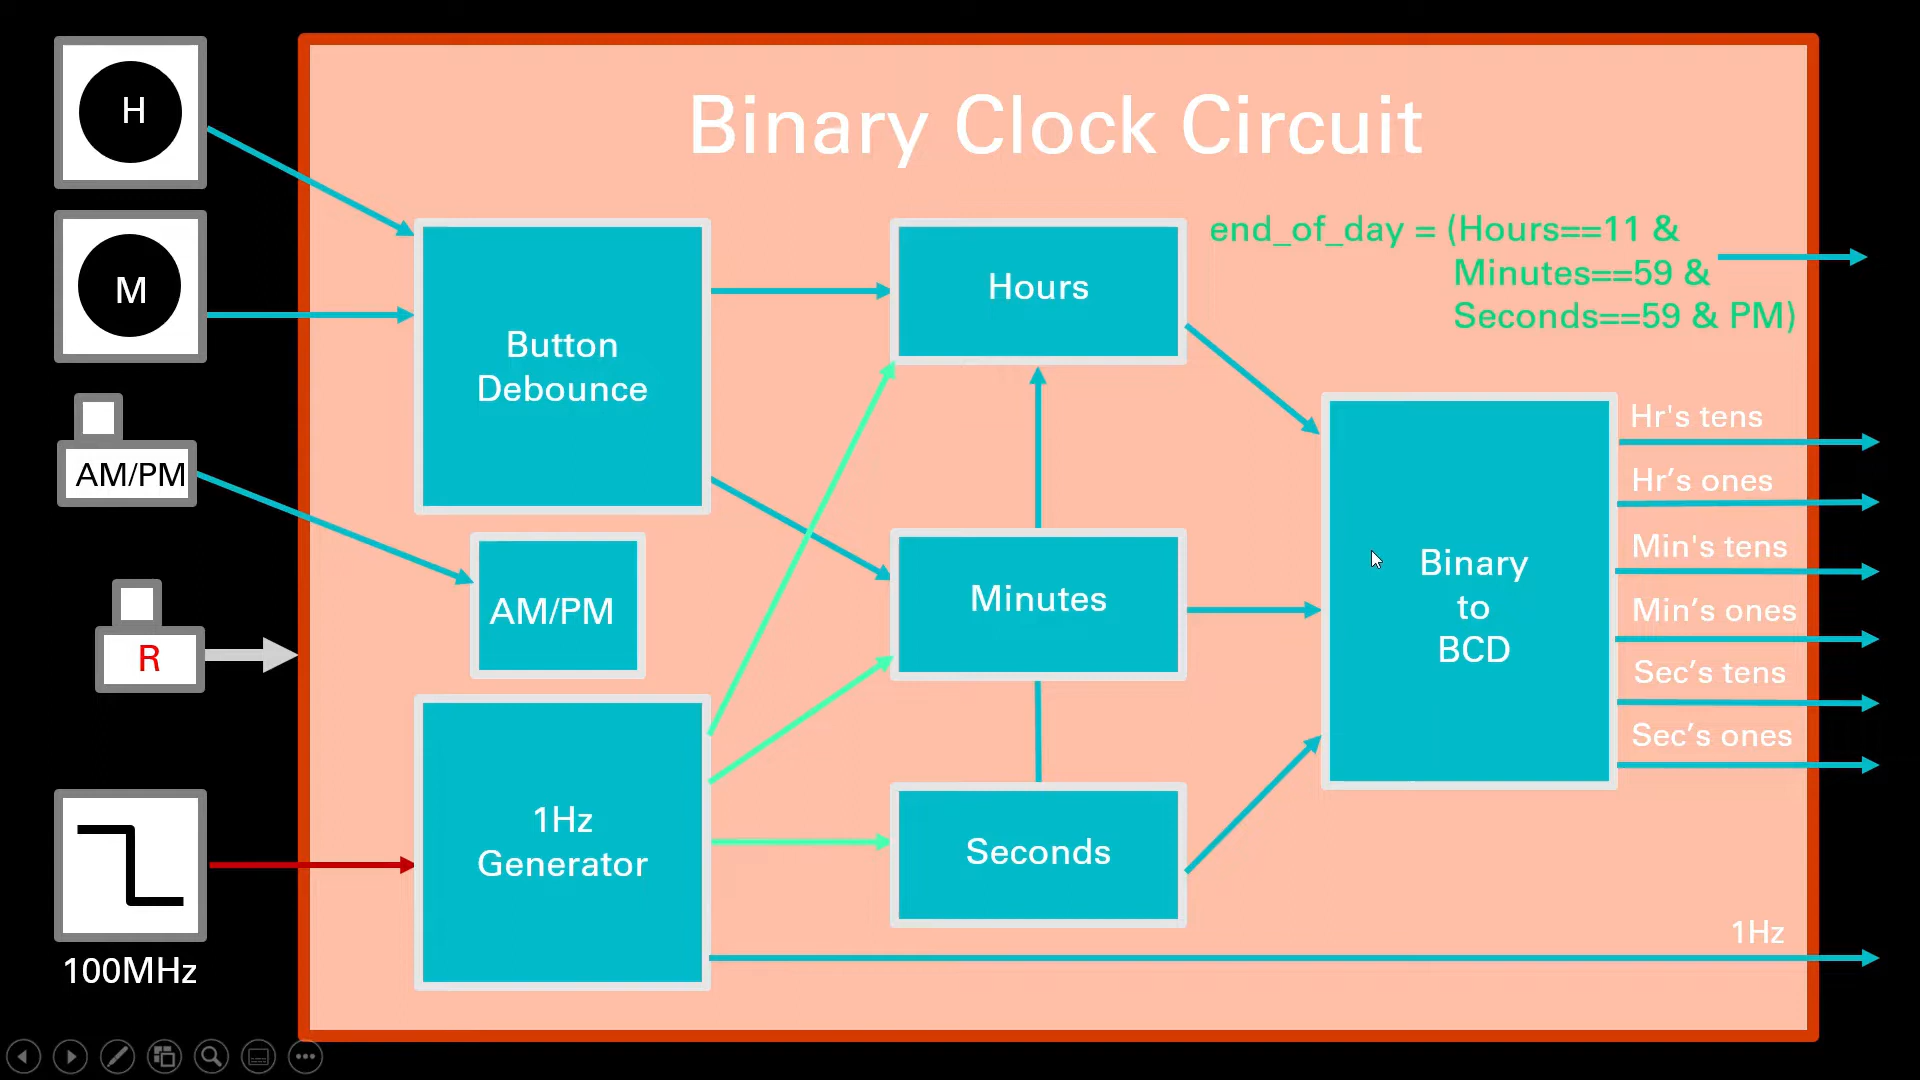 Binary Clock Circuit
H
M
AM/PM
R
100MHz
Button
Debounce
AM/PM
1Hz
Generator
Hours
Minutes
Seconds
end_of_day = (Hours==11 &
Minutes==59 &
Seconds==59 & PM)
Binary
to
BCD
Hr's tens
Hr’s ones
Min's tens
Min’s ones
Sec’s tens
Sec’s ones
1Hz